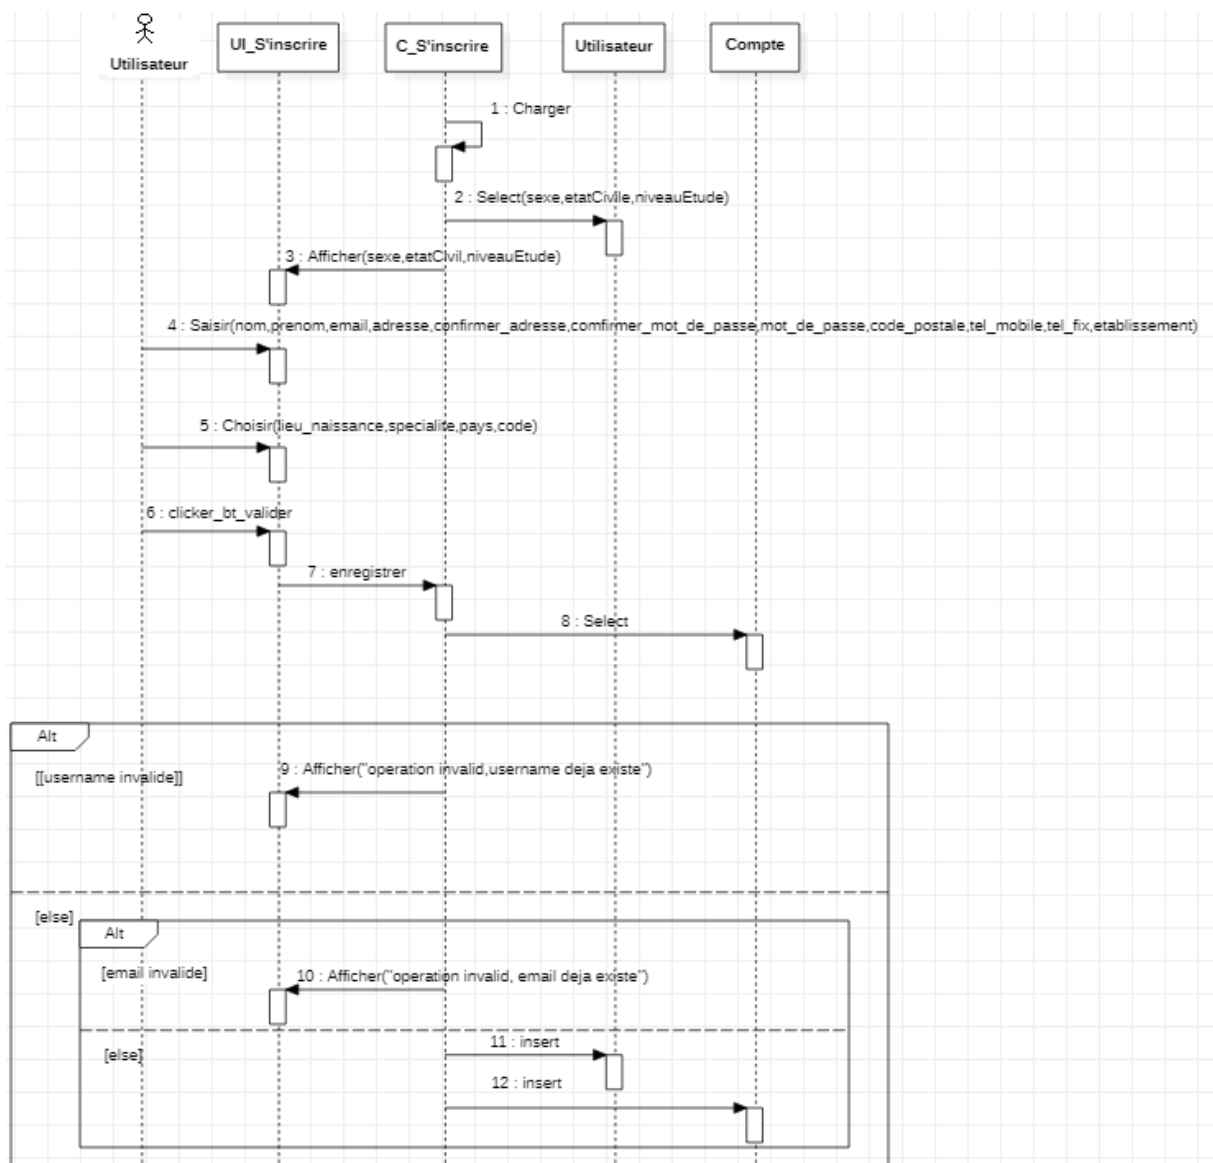 Utilisateur
UI_S'inscrire
C_S'inscrire
Utilisateur
Compte
1 : Charger
2 : Select(sexe,etatCivile,niveauEtude)
3 : Afficher(sexe,etatCivil,niveauEtude)
4 : Saisir(nom,prenom,email,adresse,confirmer_adresse,comfirmer_mot_de_passe,mot_de_passe,code_postale,tel_mobile,tel_fix,etablissement)
5 : Choisir(lieu_naissance,specialite,pays,code)
6 : clicker_bt_valider
7 : enregistrer
8 : Select
Alt
[[username invalide]]
9 : Afficher("operation invalid,username deja existe")
[else]
Alt
[email invalide]
10 : Afficher("operation invalid, email deja existe")
[else]
11 : insert
12 : insert